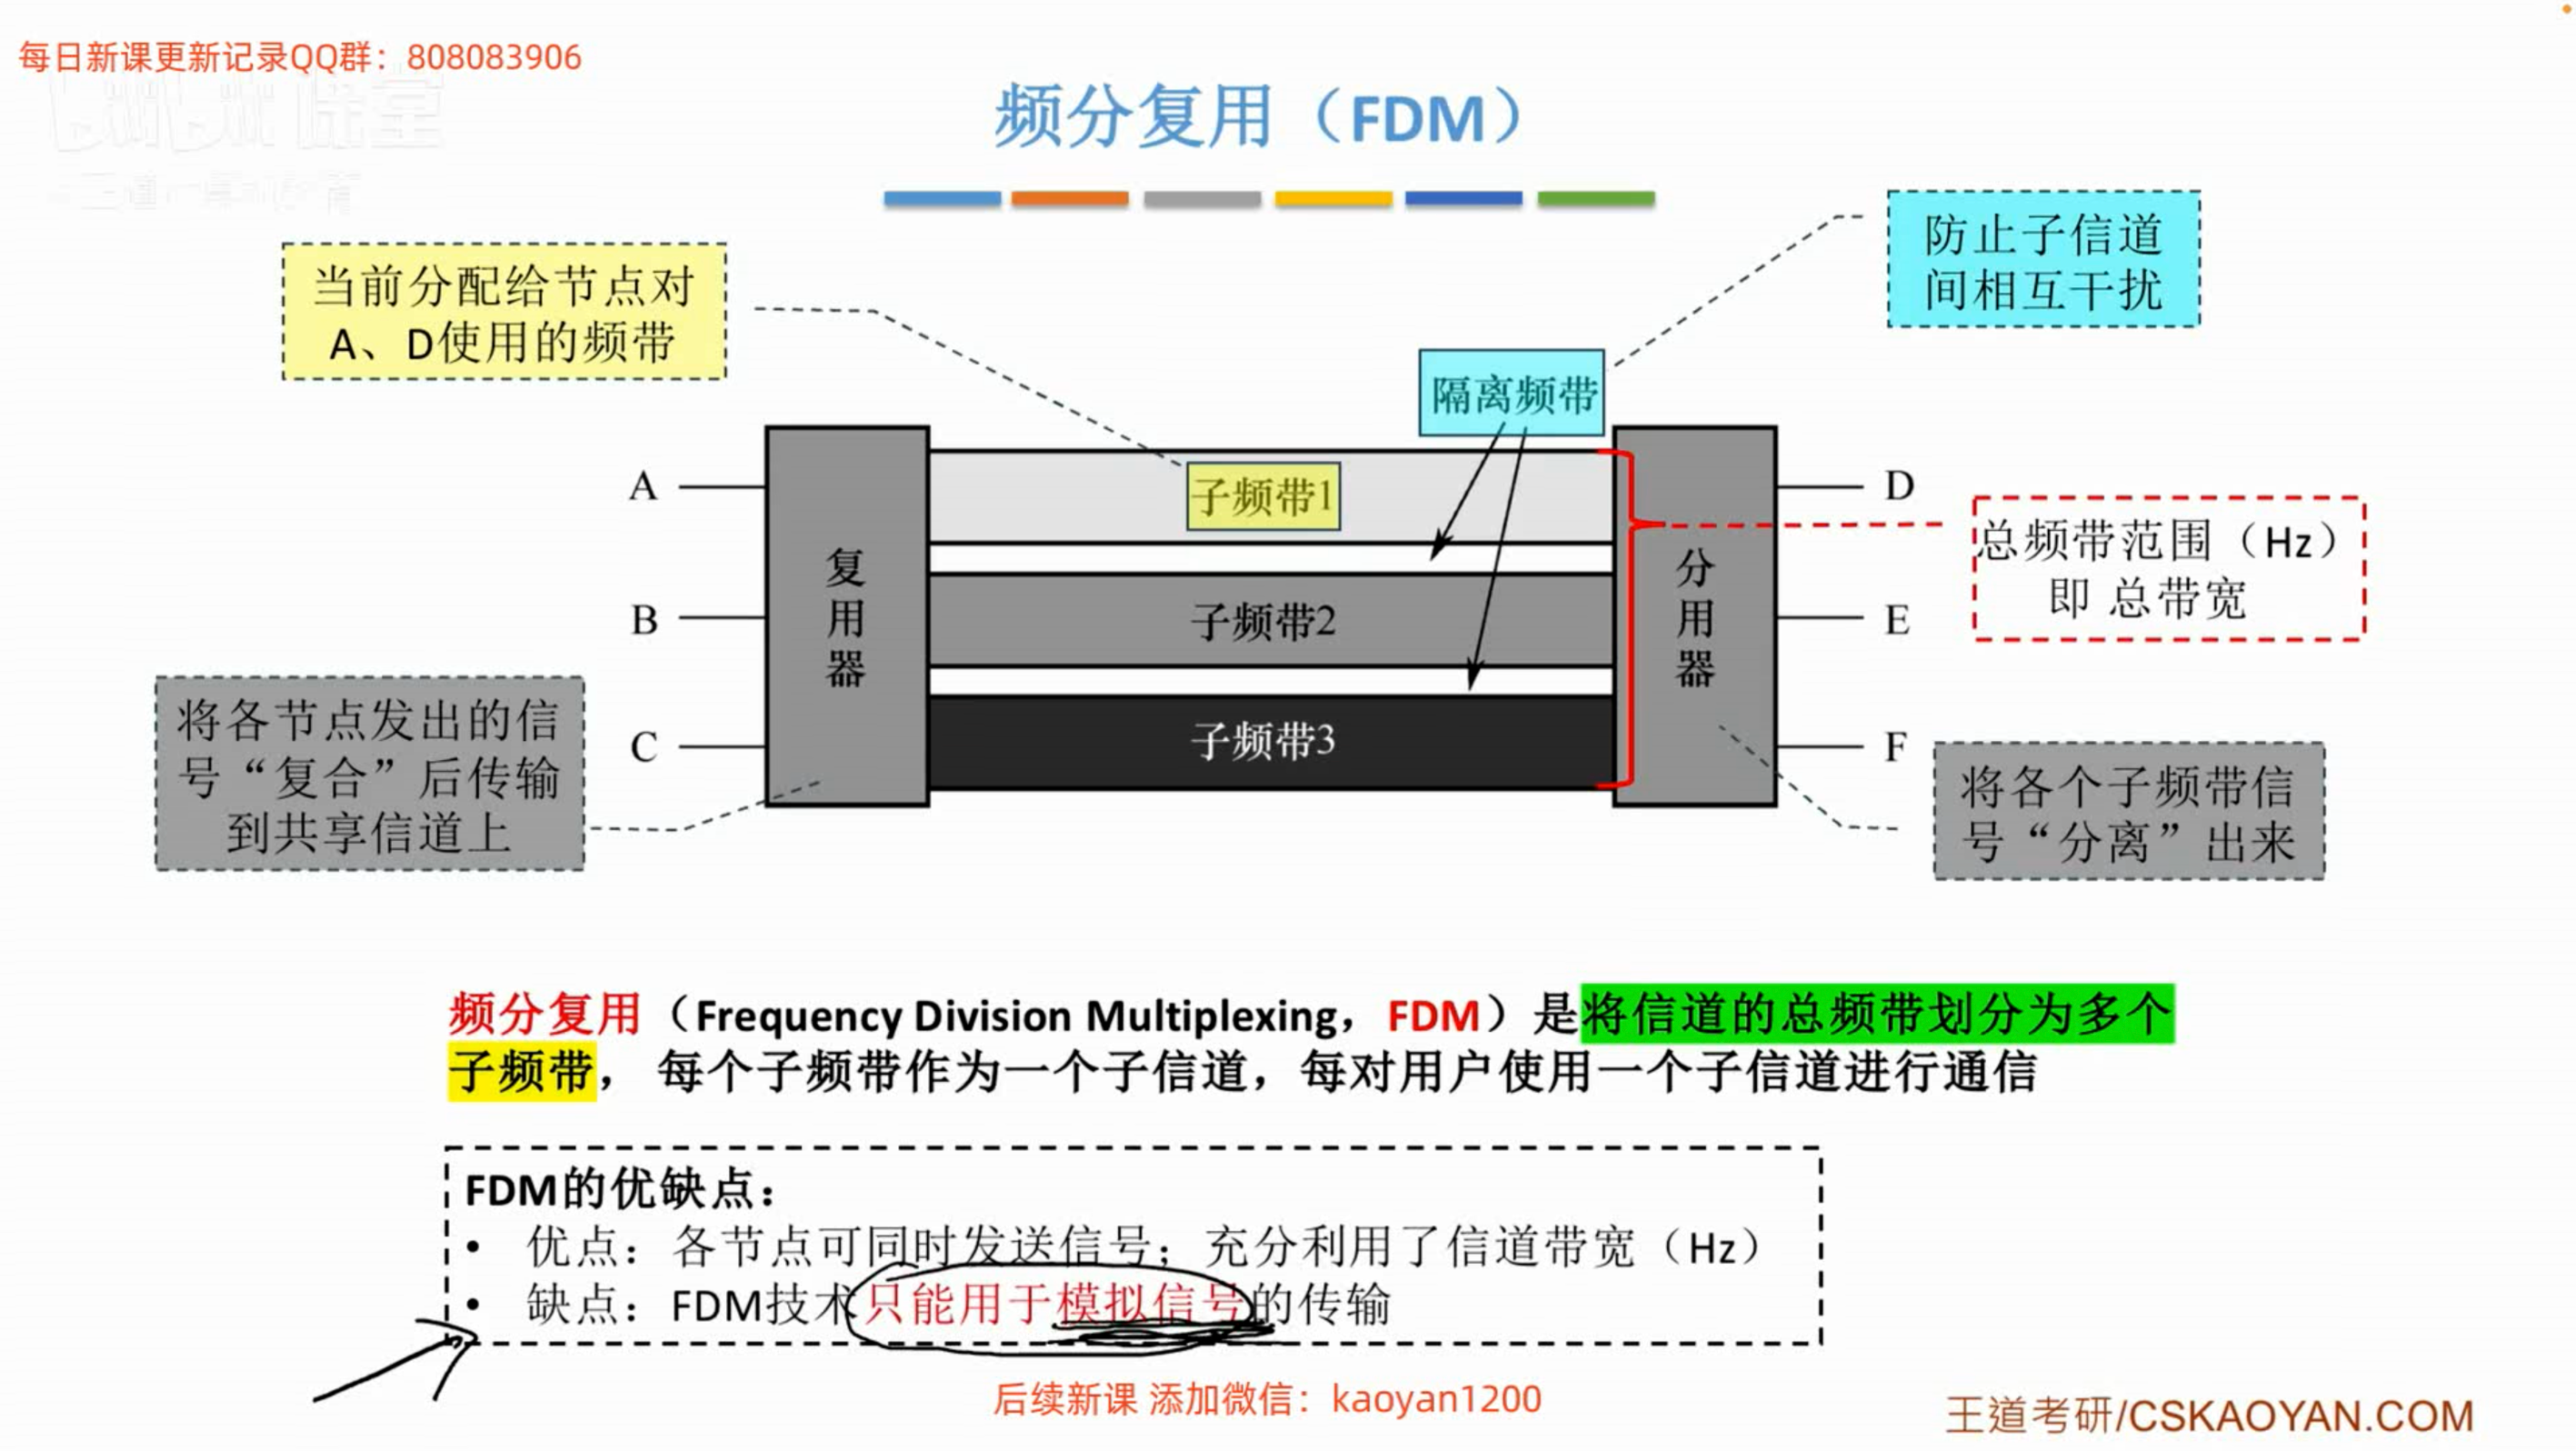 每日新课更新记录QQ群：808083906
课堂
频分复用（FDM）
当前分配给节点对
A、D使用的频带
防止子信道
间相互干扰
隔离频带
A
B
C
复用器
子频带1
子频带2
子频带3
分用器
D
E
F
总频带范围（Hz）
即 总带宽
将各节点发出的信
号“复合”后传输
到共享信道上
将各个子频带信
号“分离”出来
频分复用（Frequency Division Multiplexing，FDM）是将信道的总频带划分为多个
子频带， 每个子频带作为一个子信道，每对用户使用一个子信道进行通信
FDM的优缺点：
• 优点：各节点可同时发送信号；充分利用了信道带宽（Hz）
• 缺点：FDM技术只能用于模拟信号的传输
后续新课 添加微信：kaoyan1200
王道考研/CSKAOYAN.COM